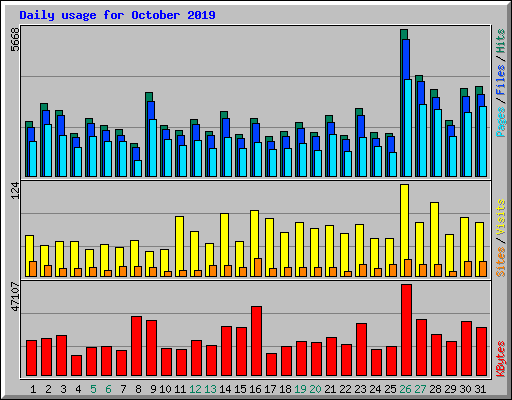 Daily usage for October 2019
5668
Pages / Files / Hits
124
Sites / Visits
47107
KBytes
1 2 3 4 5 6 7 8 9 10 11 12 13 14 15 16 17 18 19 20 21 22 23 24 25 26 27 28 29 30 31